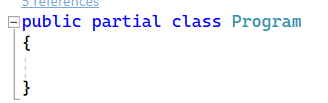 5 references
public partial class Program
{
}